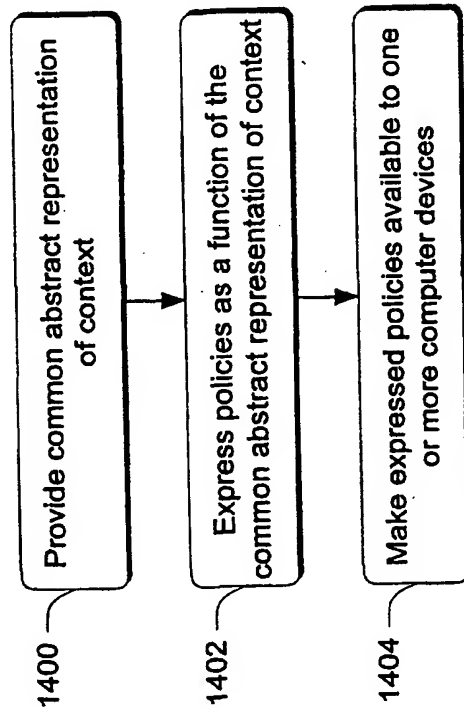 1400
Provide common abstract representation
of context
1402
Express policies as a function of the
common abstract representation of context
1404
Make expressed policies available to one
or more computer devices